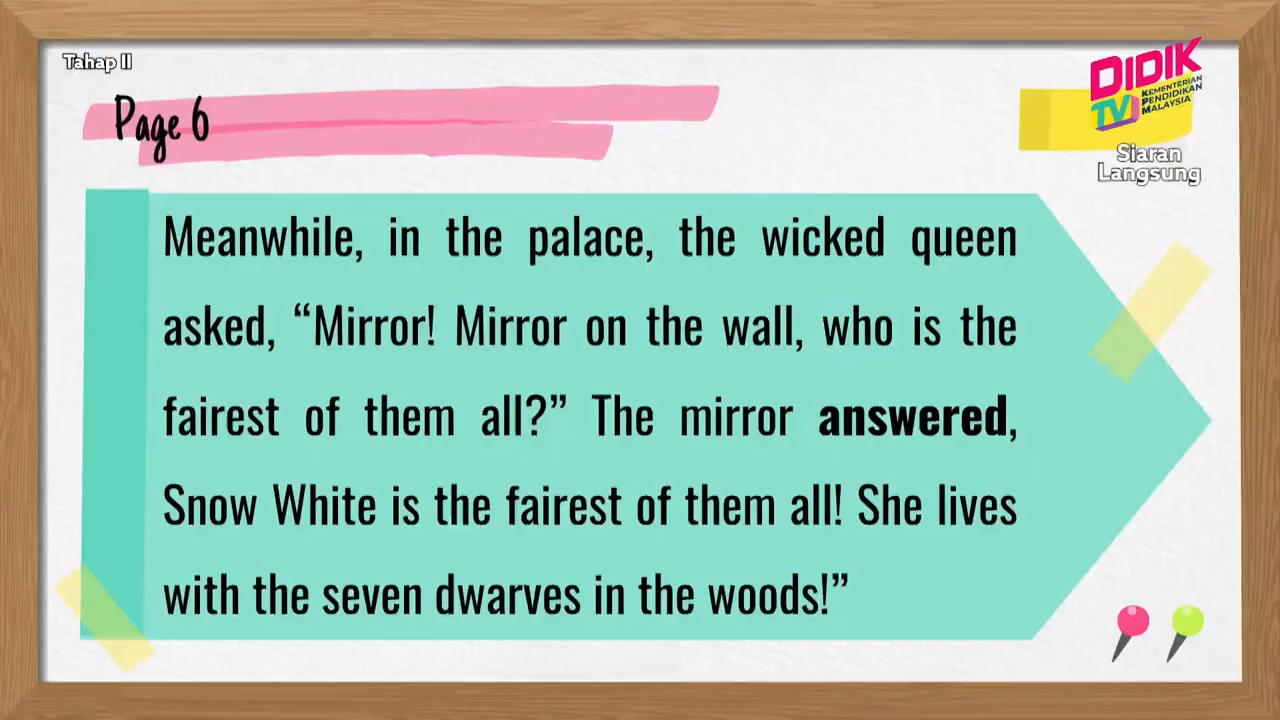 Tahap II
DIDIK
TV
KEMENTERIAN
PENDIDIKAN
MALAYSIA
Siaran
Langsung
Page 6
Meanwhile, in the palace, the wicked queen
asked, “Mirror! Mirror on the wall, who is the
fairest of them all?” The mirror answered,
Snow White is the fairest of them all! She lives
with the seven dwarves in the woods!”